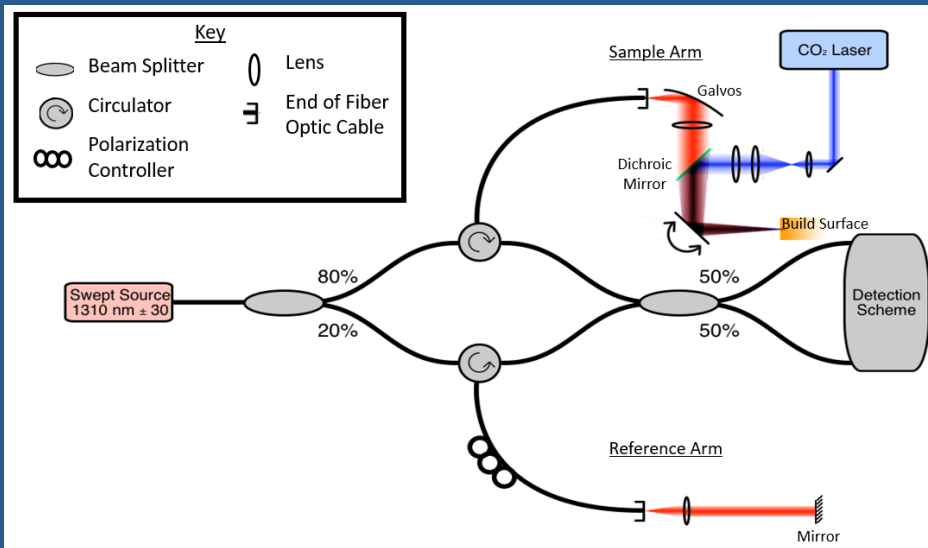 Key
Beam Splitter
Lens
Circulator
End of Fiber
Optic Cable
Polarization
Controller
Sample Arm
CO₂ Laser
Galvos
Dichroic
Mirror
Build Surface
80%
50%
Swept Source
1310 nm ± 30
Detection
Scheme
20%
50%
Reference Arm
Mirror